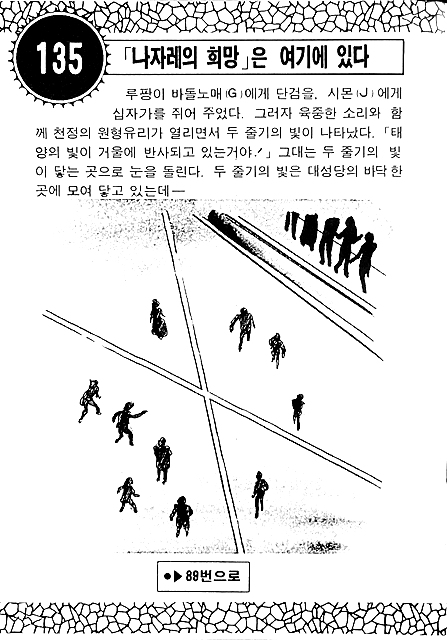 135
「나자레의 희망」은 여기에 있다
루팡이 바돌노매(G)에게 단검을, 시몬(J)에게
십자가를 쥐어 주었다. 그러자 육중한 소리와 함
께 천정의 원형유리가 열리면서 두 줄기의 빛이 나타났다. 「태
양의 빛이 거울에 반사되고 있는거야!」 그대는 두 줄기의 빛
이 닿는 곳으로 눈을 돌린다. 두 줄기의 빛은 대성당의 바닥 한
곳에 모여 닿고 있는데—
●▶89번으로